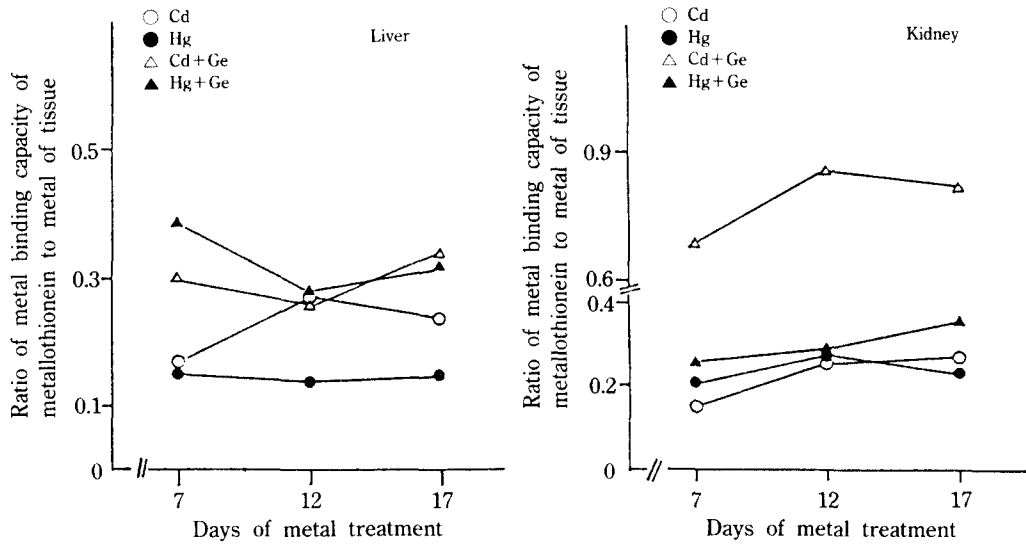 Cd
Hg
Cd+Ge
Hg+Ge
Liver
Ratio of metal binding capacity of
metallothionein to metal of tissue
0.5
0.3
0.1
0
7 12 17
Days of metal treatment
Cd
Hg
Cd+Ge
Hg+Ge
Kidney
Ratio of metal binding capacity of
metallothionein to metal of tissue
0.9
0.6
0.4
0.2
0
7 12 17
Days of metal treatment